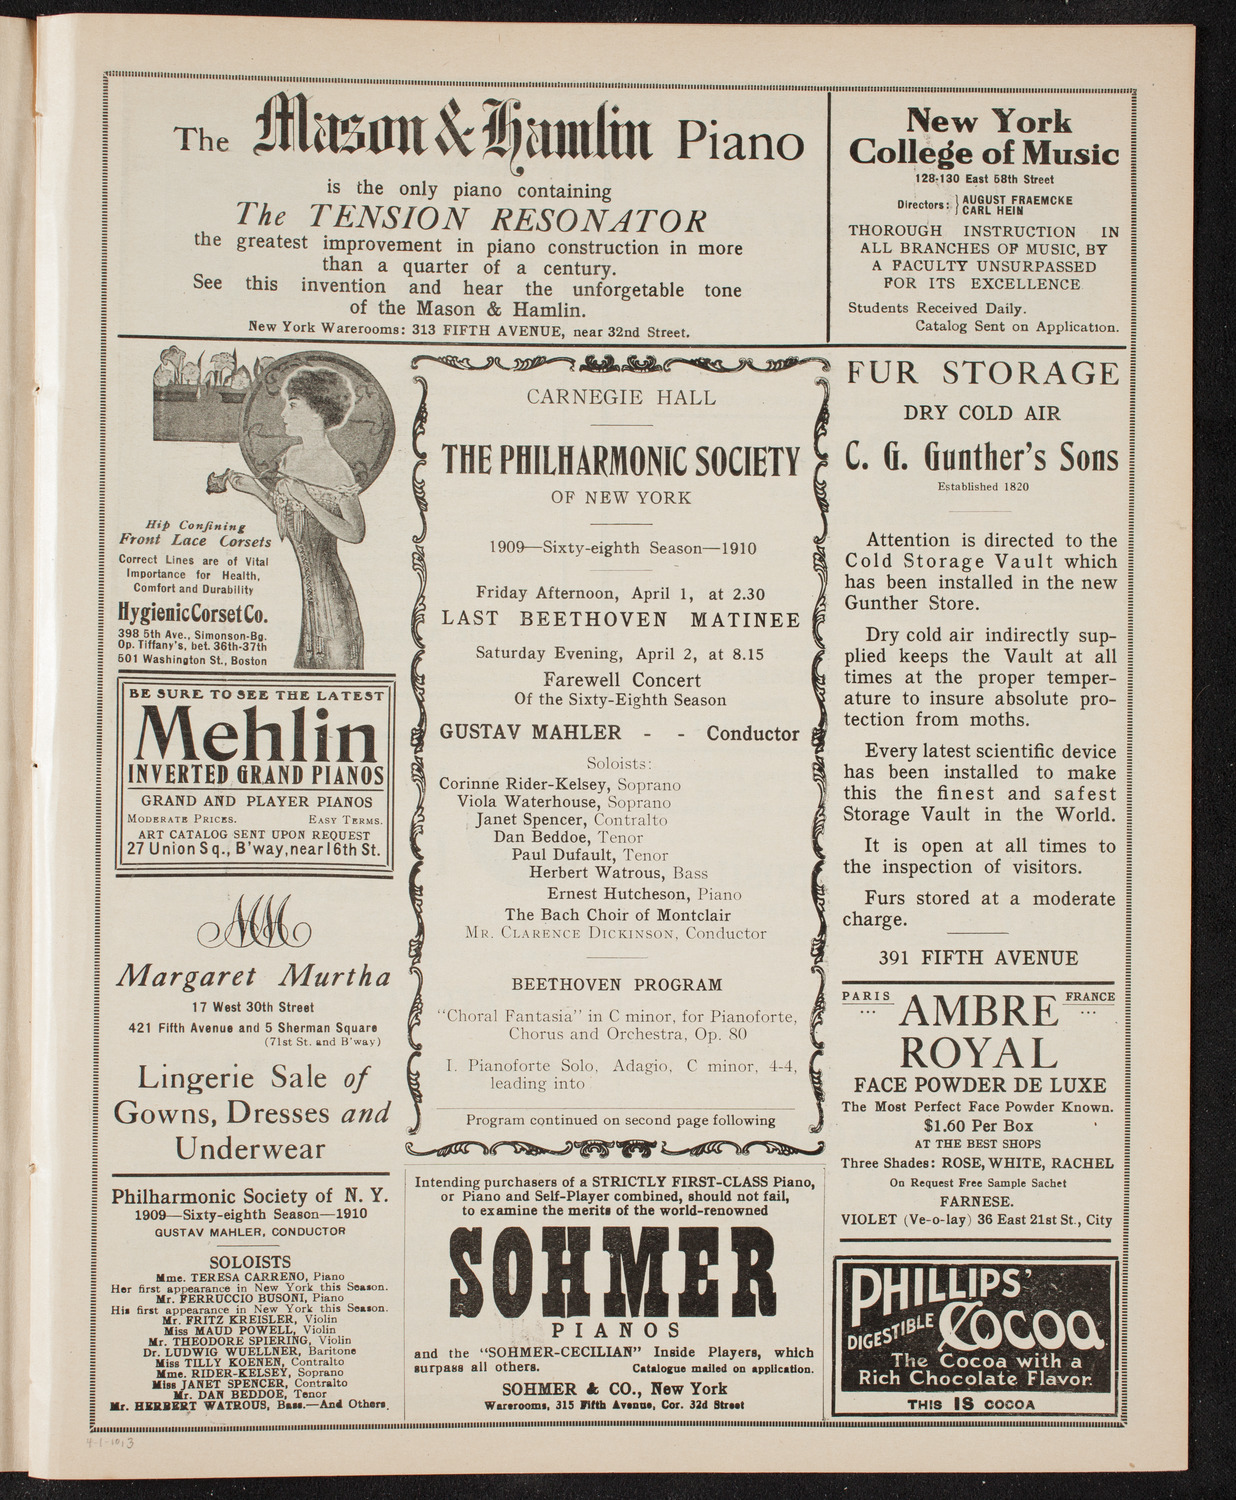 The Mason & Hamlin Piano
is the only piano containing
The TENSION RESONATOR
the greatest improvement in piano construction in more
than a quarter of a century.
See this invention and hear the unforgetable tone
of the Mason & Hamlin.
New York Warerooms: 313 FIFTH AVENUE, near 32nd Street.
New York
College of Music
128-130 East 58th Street
Directors: } AUGUST FRAEMCKE
CARL HEIN
THOROUGH INSTRUCTION IN
ALL BRANCHES OF MUSIC, BY
A FACULTY UNSURPASSED
FOR ITS EXCELLENCE
Students Received Daily.
Catalog Sent on Application.
Hip Confining
Front Lace Corsets
Correct Lines are of Vital
Importance for Health,
Comfort and Durability
Hygienic Corset Co.
398 5th Ave., Simonson-Bg.
Op. Tiffany's, bet. 36th-37th
501 Washington St., Boston
BE SURE TO SEE THE LATEST
Mehlin
INVERTED GRAND PIANOS
GRAND AND PLAYER PIANOS
MODERATE PRICES. EASY TERMS.
ART CATALOG SENT UPON REQUEST
27 Union Sq., B'way, near 16th St.
MM
Margaret Murtha
17 West 30th Street
421 Fifth Avenue and 5 Sherman Square
(71st St. and B'way)
Lingerie Sale of
Gowns, Dresses and
Underwear
Philharmonic Society of N. Y.
1909—Sixty-eighth Season—1910
GUSTAV MAHLER, CONDUCTOR
SOLOISTS
Mme. TERESA CARRENO, Piano
Her first appearance in New York this Season.
Mr. FERRUCCIO BUSONI, Piano
His first appearance in New York this Season.
Mr. FRITZ KREISLER, Violin
Miss MAUD POWELL, Violin
Mr. THEODORE SPIERING, Violin
Dr. LUDWIG WUELLNER, Baritone
Miss TILLY KOENEN, Contralto
Mme. RIDER-KELSEY, Soprano
Miss JANET SPENCER, Contralto
Mr. DAN BEDDOE, Tenor
Mr. HERBERT WATROUS, Bass.—And Others.
CARNEGIE HALL
THE PHILHARMONIC SOCIETY
OF NEW YORK
1909—Sixty-eighth Season—1910
Friday Afternoon, April 1, at 2.30
LAST BEETHOVEN MATINEE
Saturday Evening, April 2, at 8.15
Farewell Concert
Of the Sixty-Eighth Season
GUSTAV MAHLER - - Conductor
Soloists:
Corinne Rider-Kelsey, Soprano
Viola Waterhouse, Soprano
Janet Spencer, Contralto
Dan Beddoe, Tenor
Paul Dufault, Tenor
Herbert Watrous, Bass
Ernest Hutcheson, Piano
The Bach Choir of Montclair
MR. CLARENCE DICKINSON, Conductor
BEETHOVEN PROGRAM
"Choral Fantasia" in C minor, for Pianoforte,
Chorus and Orchestra, Op. 80
I. Pianoforte Solo, Adagio, C minor, 4-4,
leading into
Program continued on second page following
Intending purchasers of a STRICTLY FIRST-CLASS Piano,
or Piano and Self-Player combined, should not fail,
to examine the merits of the world-renowned
SOHMER
PIANOS
and the "SOHMER-CECILIAN" Inside Players, which
surpass all others. Catalogue mailed on application.
SOHMER & CO., New York
Warerooms, 315 Fifth Avenue, Cor. 32d Street
FUR STORAGE
DRY COLD AIR
C. G. Gunther's Sons
Established 1820
Attention is directed to the
Cold Storage Vault which
has been installed in the new
Gunther Store.
Dry cold air indirectly sup-
plied keeps the Vault at all
times at the proper temper-
ature to insure absolute pro-
tection from moths.
Every latest scientific device
has been installed to make
this the finest and safest
Storage Vault in the World.
It is open at all times to
the inspection of visitors.
Furs stored at a moderate
charge.
391 FIFTH AVENUE
PARIS AMBRE FRANCE
ROYAL
FACE POWDER DE LUXE
The Most Perfect Face Powder Known.
$1.60 Per Box
AT THE BEST SHOPS
Three Shades: ROSE, WHITE, RACHEL
On Request Free Sample Sachet
FARNESE.
VIOLET (Ve-o-lay) 36 East 21st St., City
PHILLIPS'
DIGESTIBLE COCOA
The Cocoa with a
Rich Chocolate Flavor.
THIS IS COCOA
4-1-10, 3